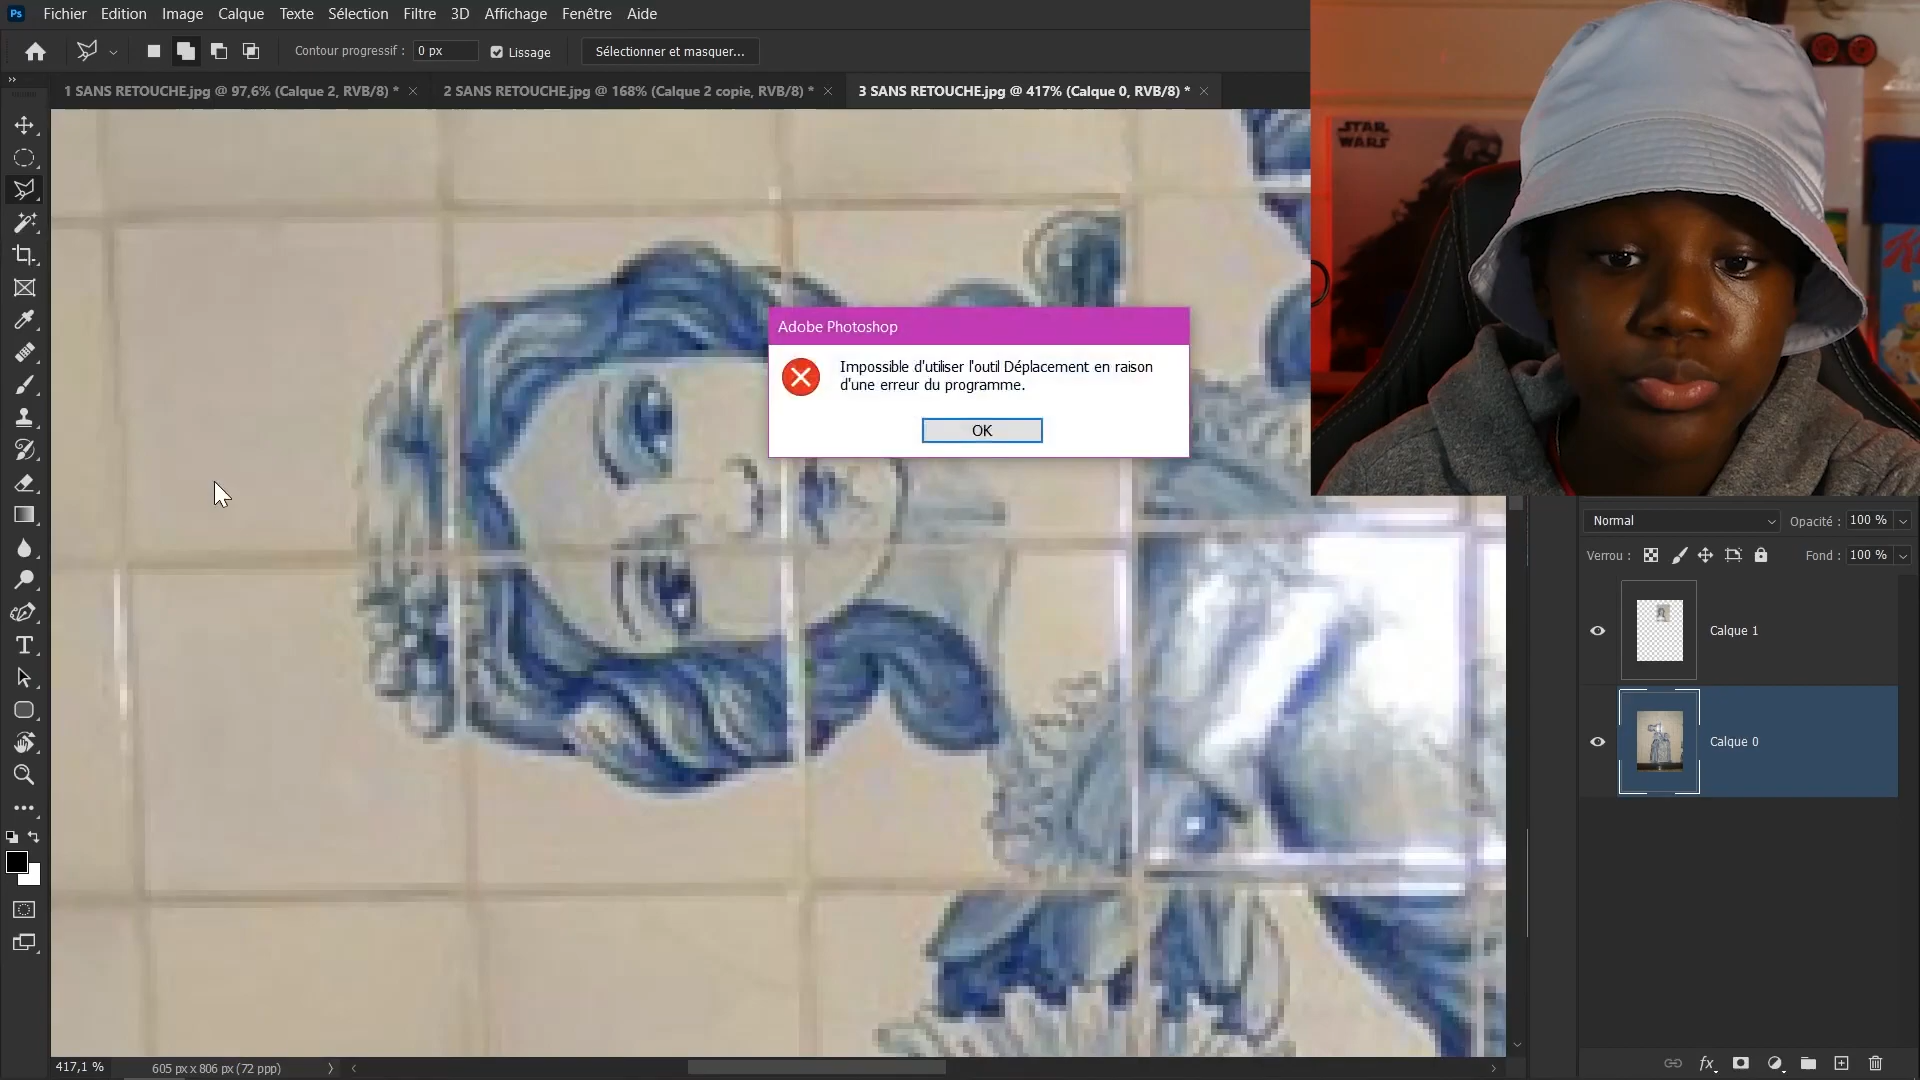 Ps Fichier Edition Image Calque Texte Sélection Filtre 3D Affichage Fenêtre Aide
Contour progressif : 0 px Lissage Sélectionner et masquer...
1 SANS RETOUCHE.jpg @ 97,6% (Calque 2, RVB/8) * 2 SANS RETOUCHE.jpg @ 168% (Calque 2 copie, RVB/8) * 3 SANS RETOUCHE.jpg @ 417% (Calque 0, RVB/8) *
STAR
WARS
Adobe Photoshop
Impossible d'utiliser l'outil Déplacement en raison
d'une erreur du programme.
OK
Normal Opacité : 100 %
Verrou : Fond : 100 %
Calque 1
Calque 0
417,1 % 605 px x 806 px (72 ppp)